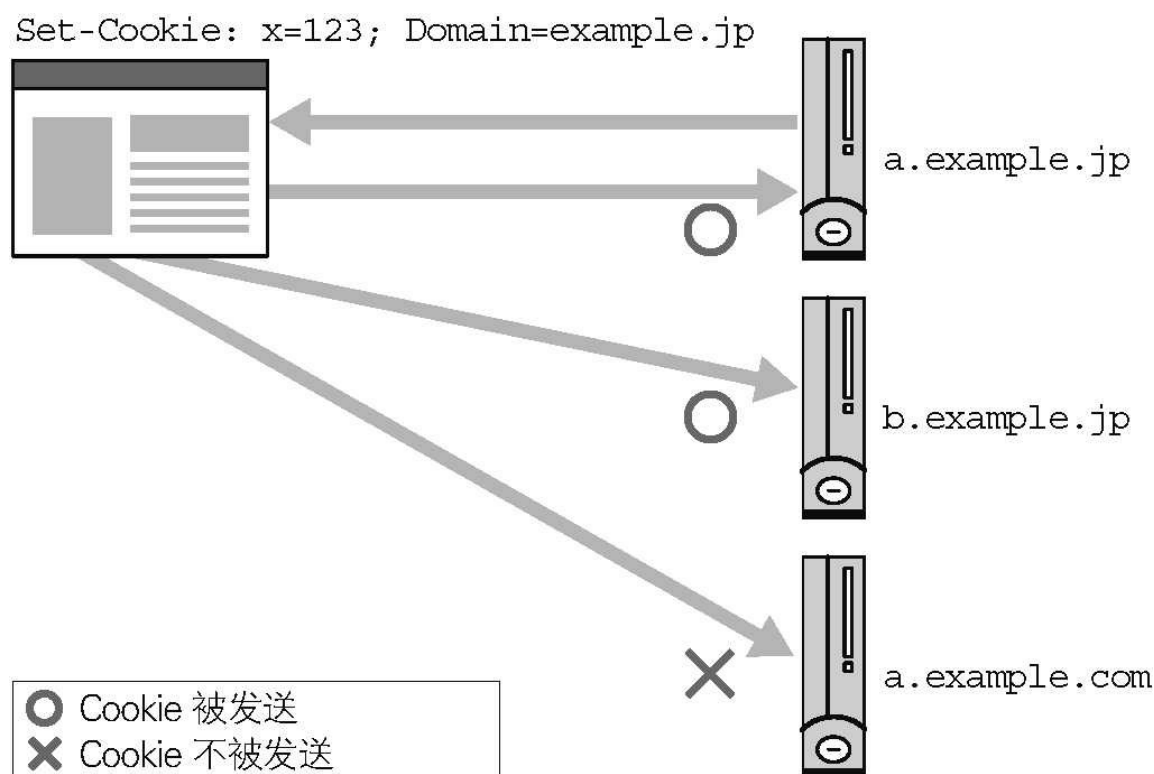 Set-Cookie: x=123; Domain=example.jp
a.example.jp
b.example.jp
a.example.com
Cookie 被发送
Cookie 不被发送